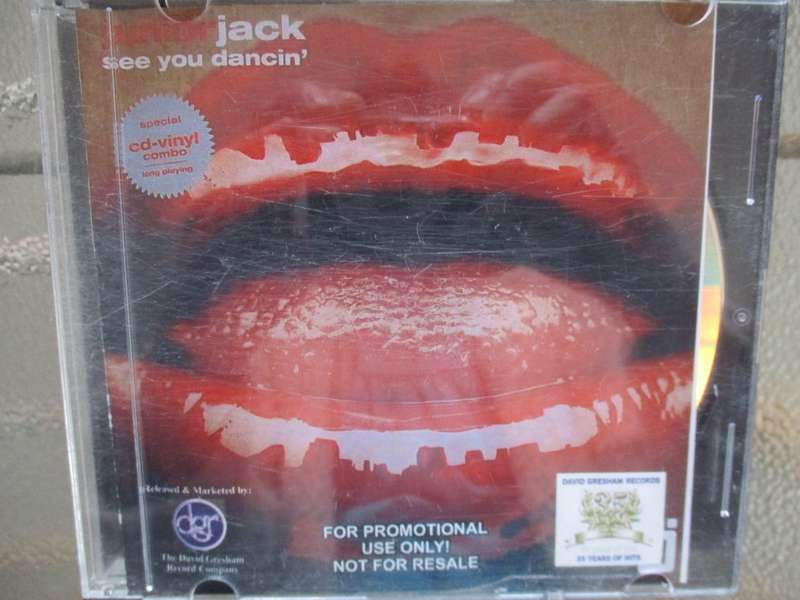 jack
see you dancin'
special
cd-vinyl
combo
long playing
Released & Marketed by:
dgr
The David Gresham
Record Company
FOR PROMOTIONAL
USE ONLY!
NOT FOR RESALE
DAVID GRESHAM RECORDS
25
25 YEARS OF HITS